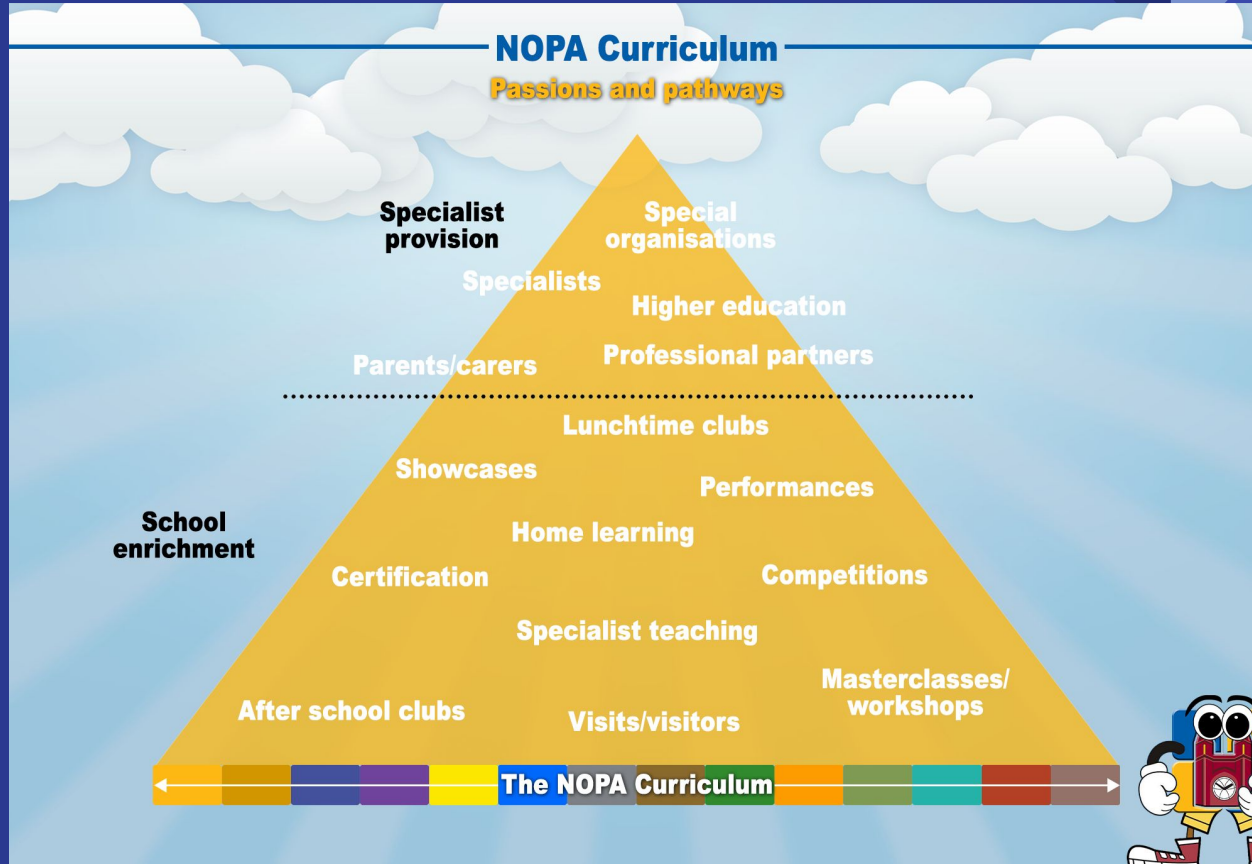 NOPA Curriculum
Passions and pathways
Specialist
provision
Special
organisations
Specialists
Higher education
Parents/carers
Professional partners
Lunchtime clubs
Showcases
Performances
School
enrichment
Home learning
Certification
Competitions
Specialist teaching
Masterclasses/
workshops
After school clubs
Visits/visitors
The NOPA Curriculum